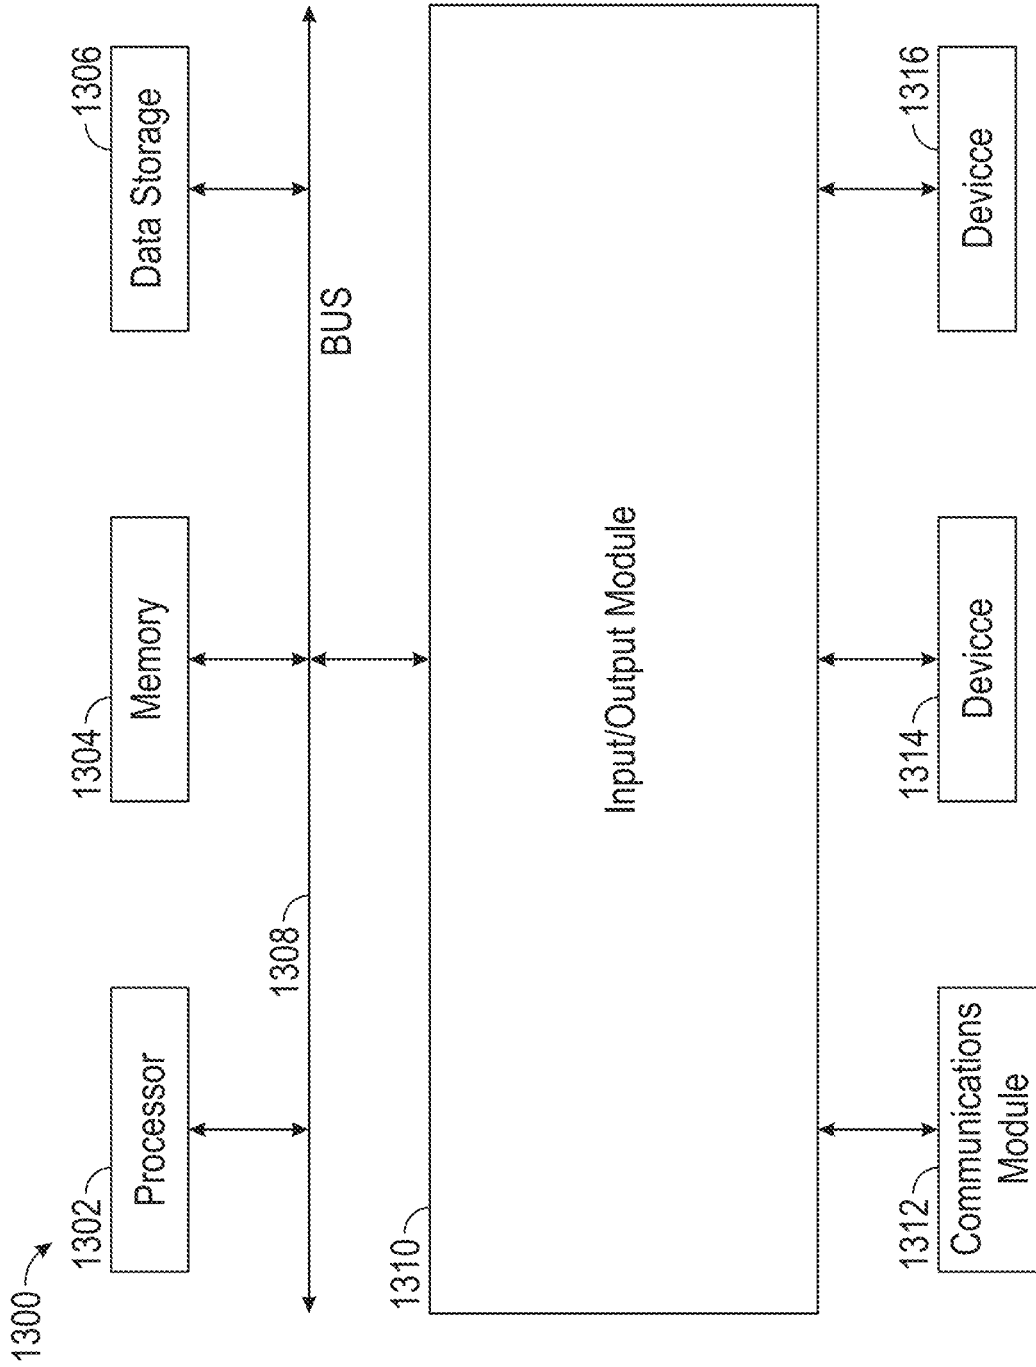 1300
1302
Processor
1304
Memory
1306
Data Storage
1308
BUS
1310
Input/Output Module
1312
Communications
Module
1314
Devicce
1316
Devicce